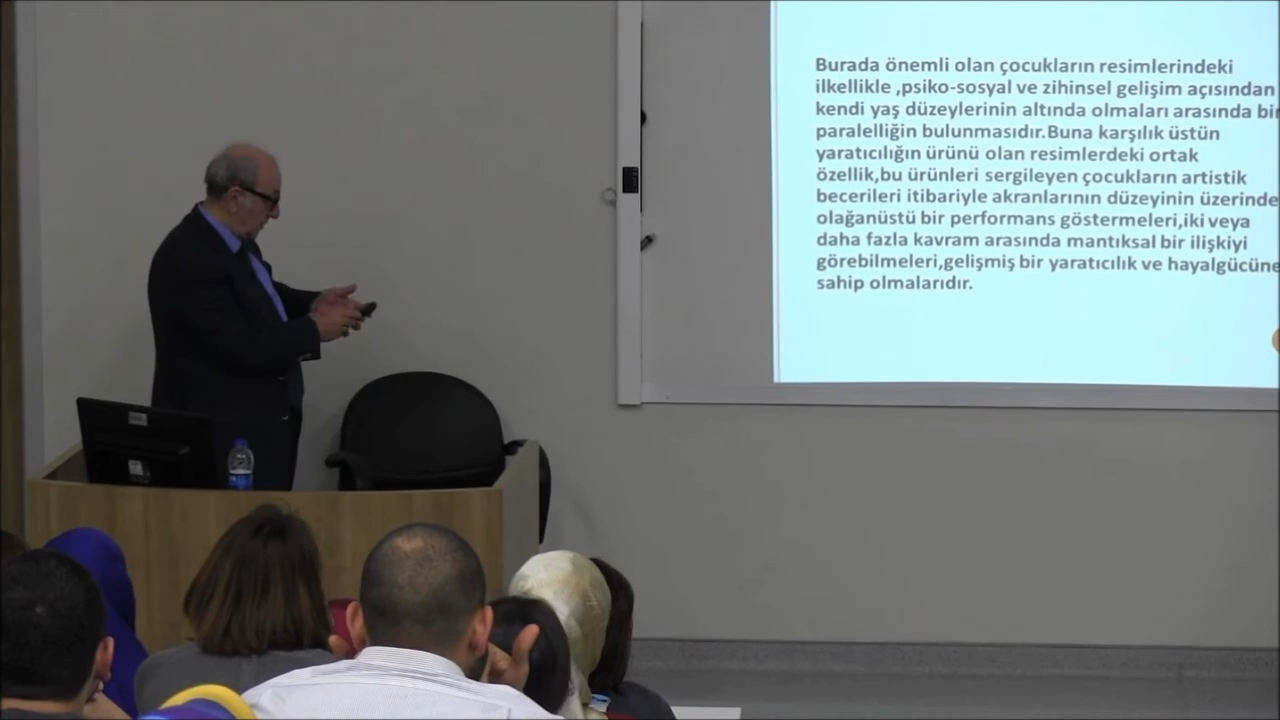 Burada önemli olan çocukların resimlerindeki
ilkellikle ,psiko-sosyal ve zihinsel gelişim açısından
kendi yaş düzeylerinin altında olmaları arasında bir
paralelliğin bulunmasıdır.Buna karşılık üstün
yaratıcılığın ürünü olan resimlerdeki ortak
özellik,bu ürünleri sergileyen çocukların artistik
becerileri itibariyle akranlarının düzeyinin üzerinde
olağanüstü bir performans göstermeleri,iki veya
daha fazla kavram arasında mantıksal bir ilişkiyi
görebilmeleri,gelişmiş bir yaratıcılık ve hayalgücüne
sahip olmalarıdır.